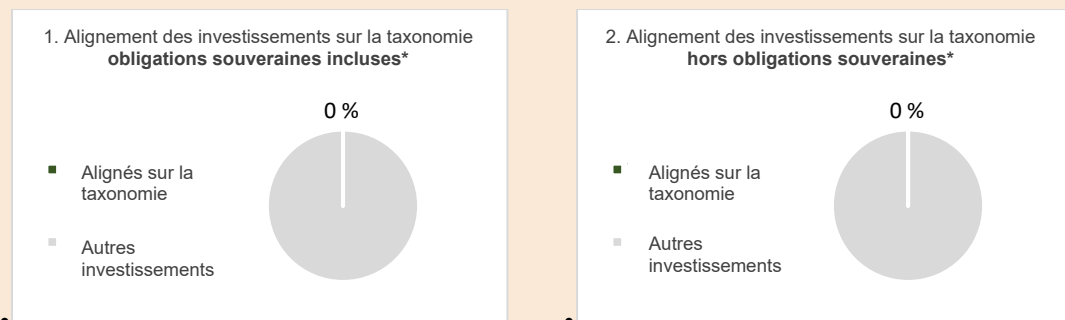 1. Alignement des investissements sur la taxonomie
obligations souveraines incluses*
0 %
Alignés sur la
taxonomie
Autres
investissements
2. Alignement des investissements sur la taxonomie
hors obligations souveraines*
0 %
Alignés sur la
taxonomie
Autres
investissements